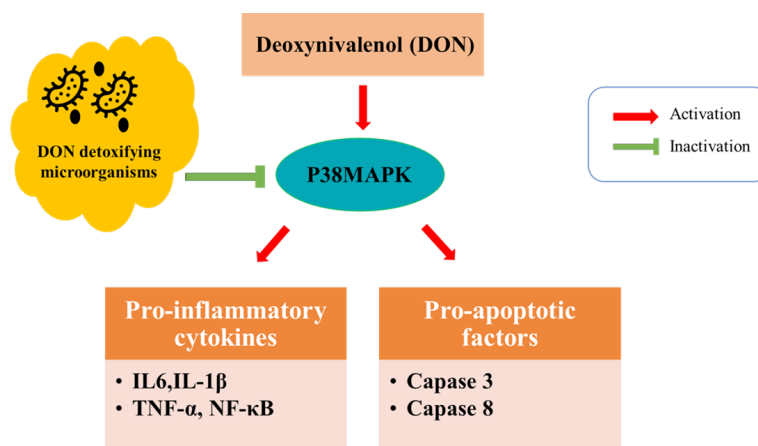 Deoxynivalenol (DON)
DON detoxifying
microorganisms
P38MAPK
Activation
Inactivation
Pro-inflammatory
cytokines
• IL6,IL-1β
• TNF-α, NF-κB
Pro-apoptotic
factors
• Capase 3
• Capase 8